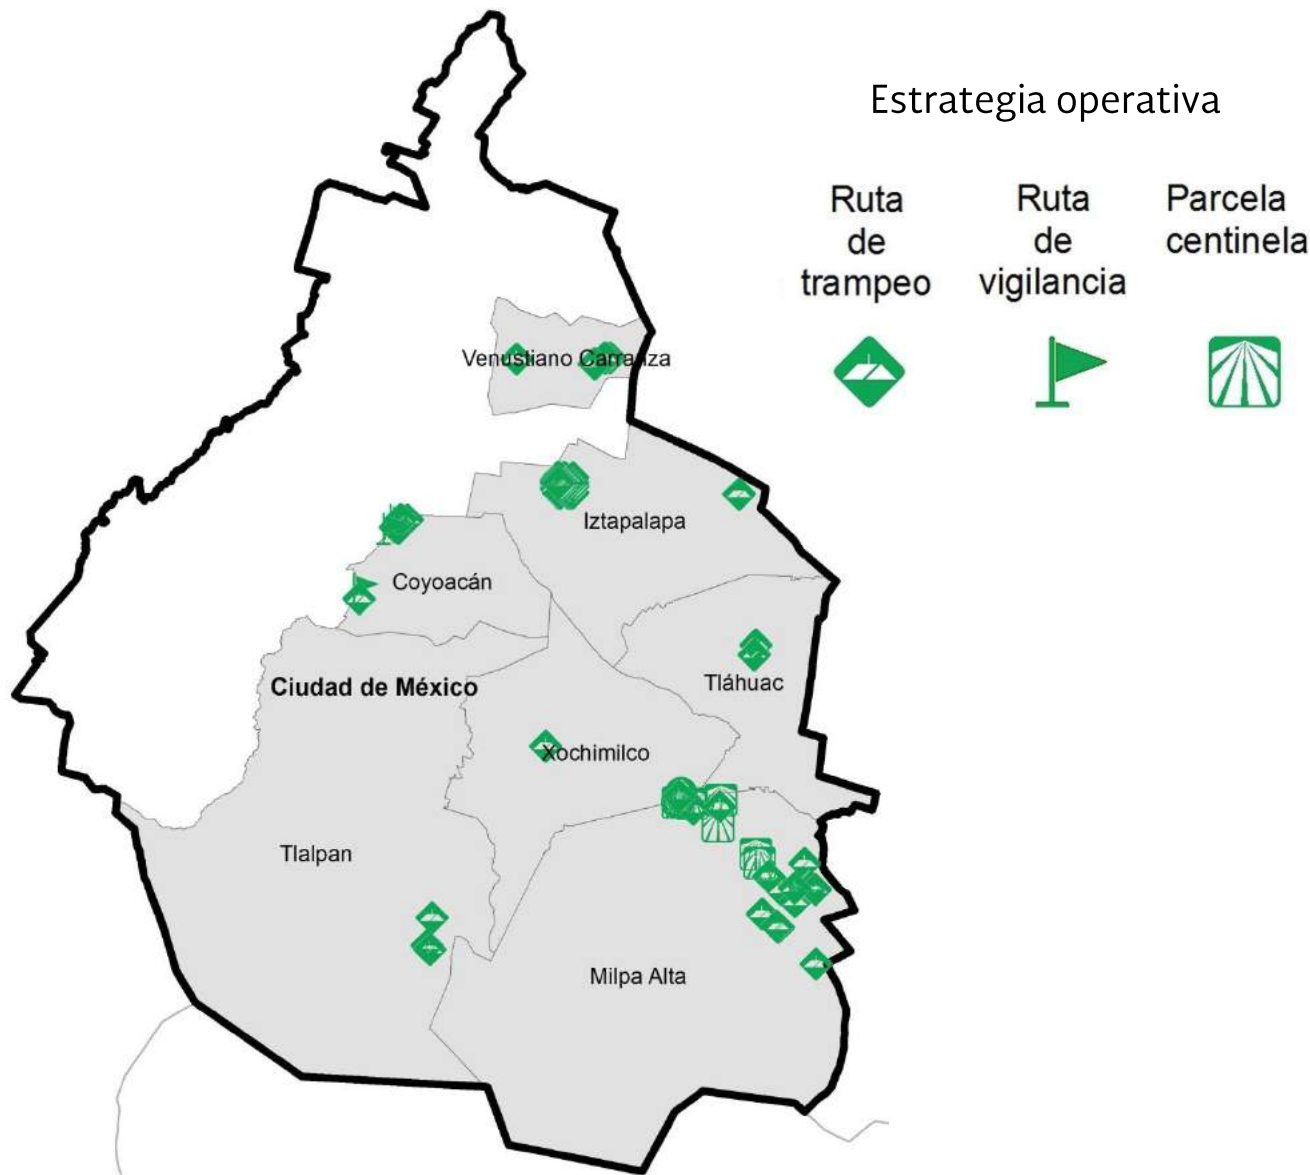 Estrategia operativa
Ruta
de
trampeo
Ruta
de
vigilancia
Parcela
centinela
Venustiano Carranza
Iztapalapa
Coyoacán
Tláhuac
Ciudad de México
Xochimilco
Tlalpan
Milpa Alta